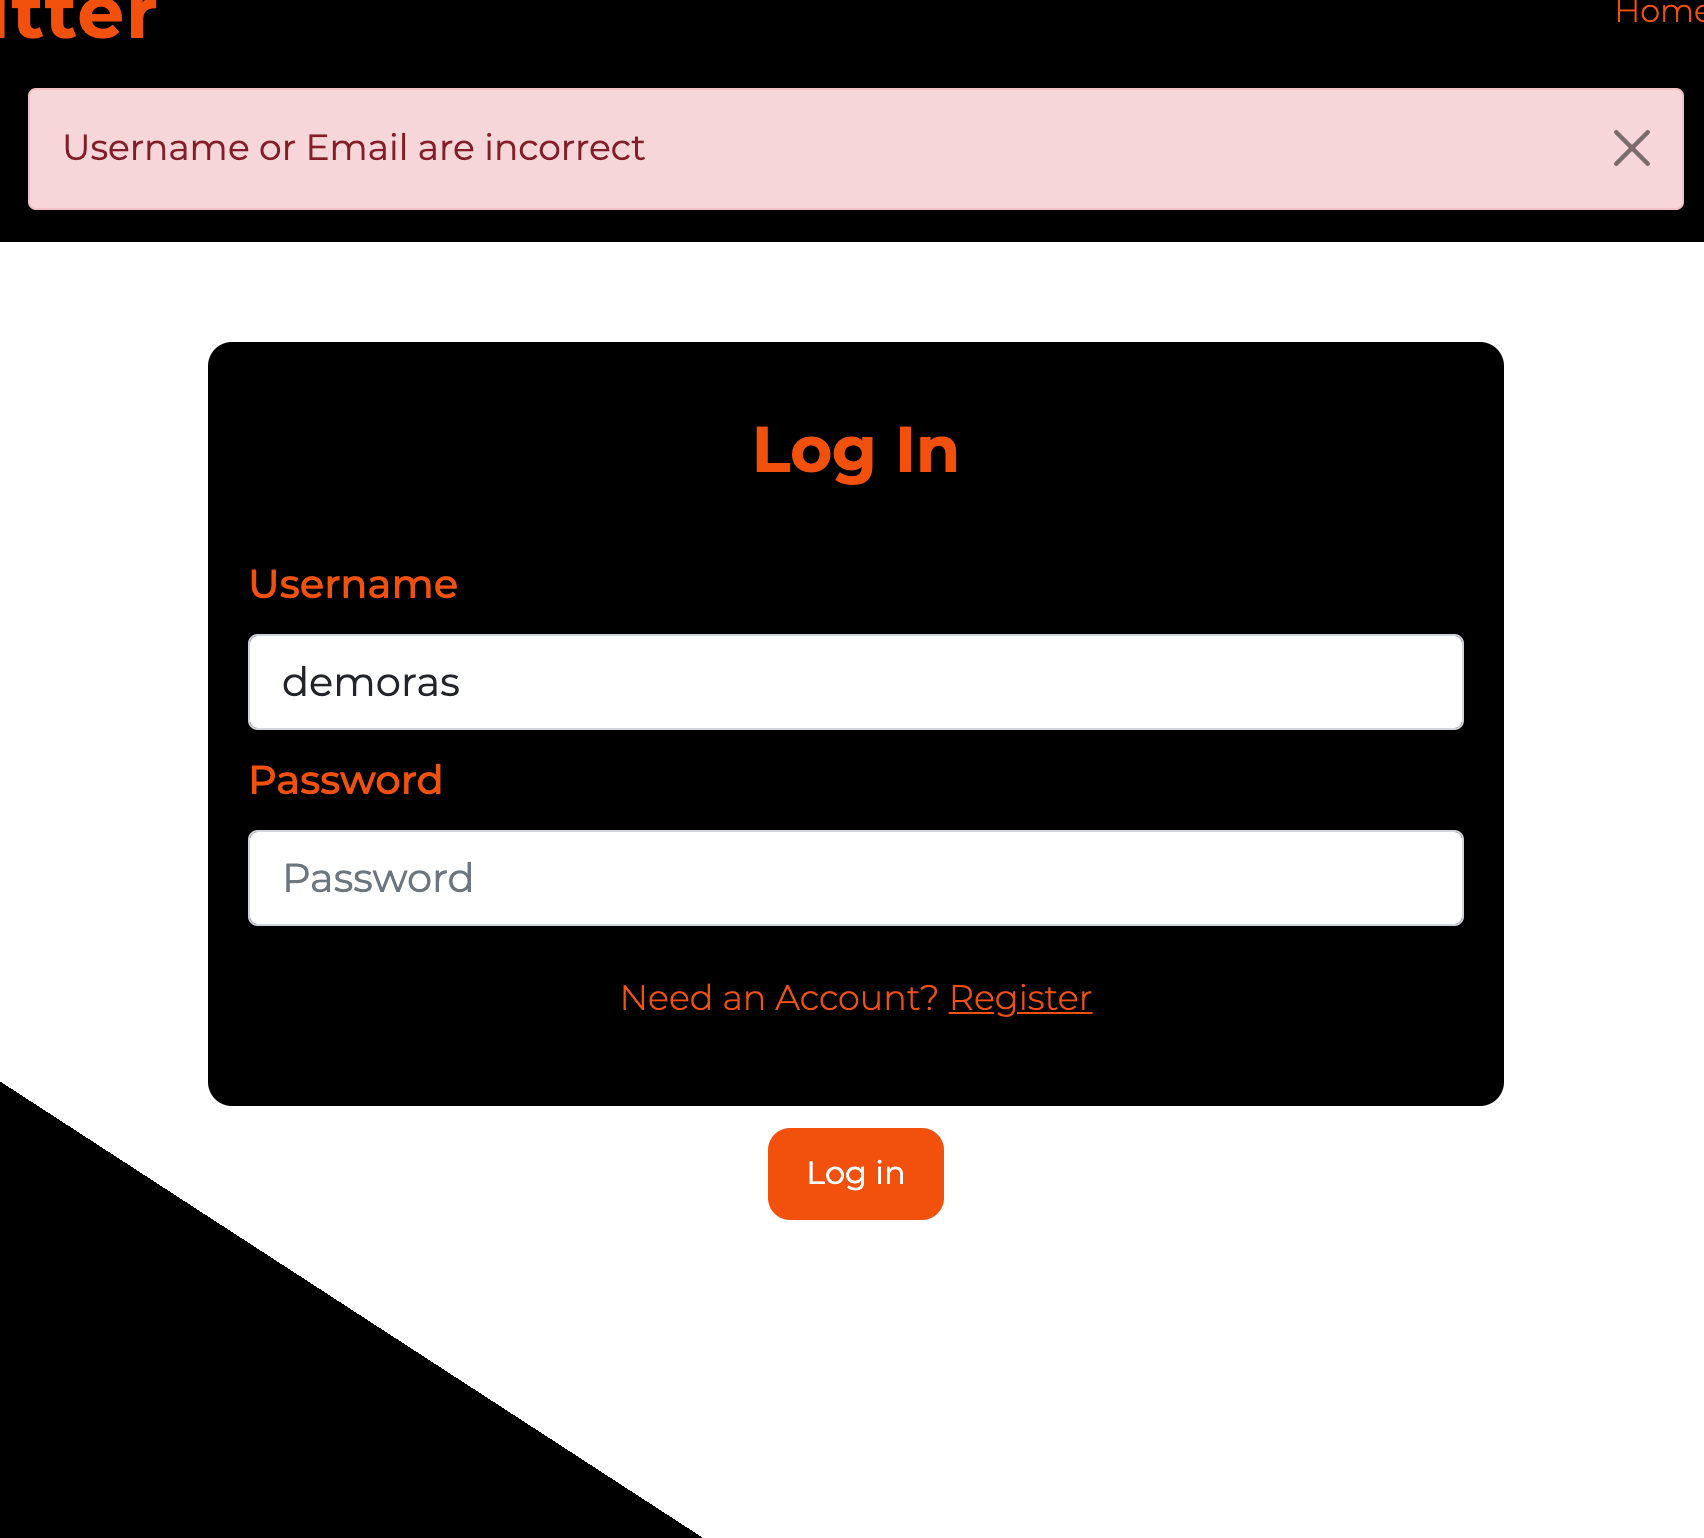 itter
Home
Username or Email are incorrect
Log In
Username
demoras
Password
Password
Need an Account? Register
Log in